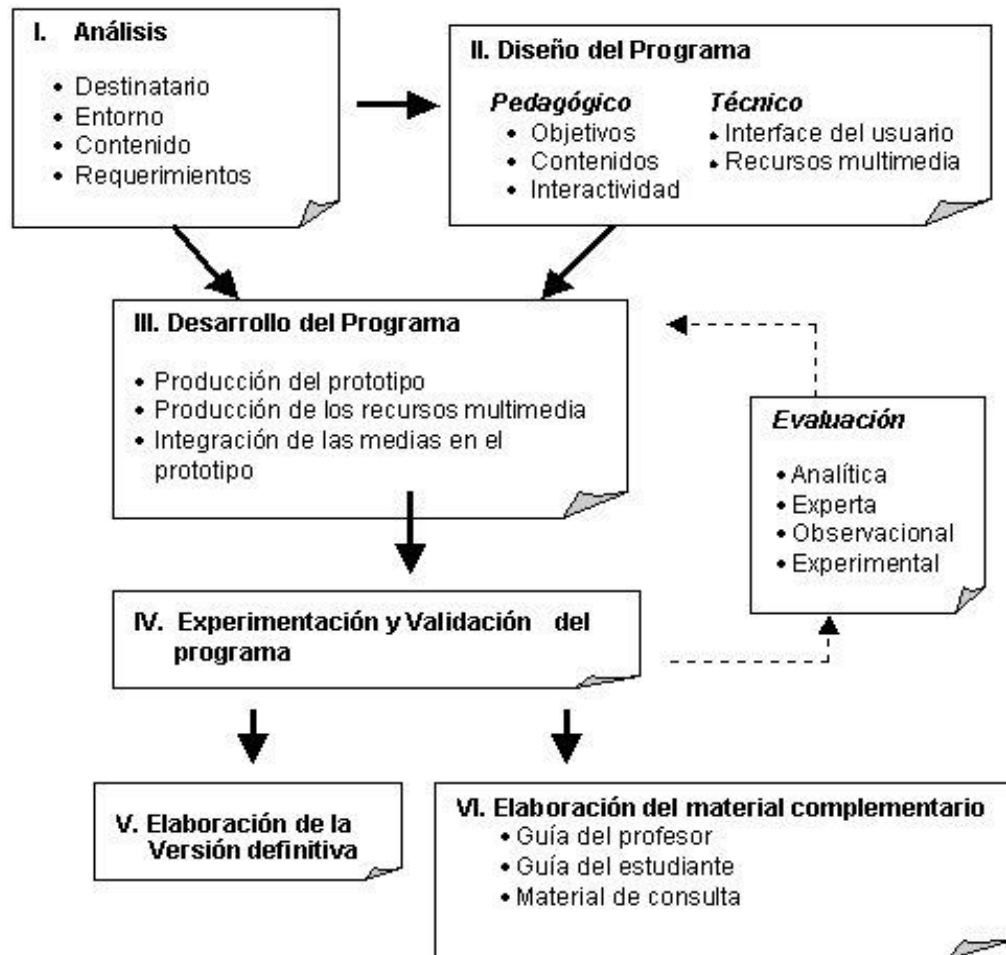 I. Análisis
• Destinatario
• Entorno
• Contenido
• Requerimientos
II. Diseño del Programa
Pedagógico
• Objetivos
• Contenidos
• Interactividad
Técnico
• Interface del usuario
• Recursos multimedia
III. Desarrollo del Programa
• Producción del prototipo
• Producción de los recursos multimedia
• Integración de las medias en el
prototipo
Evaluación
• Analítica
• Experta
• Observacional
• Experimental
IV. Experimentación y Validación del
programa
V. Elaboración de la
Versión definitiva
VI. Elaboración del material complementario
• Guía del profesor
• Guía del estudiante
• Material de consulta